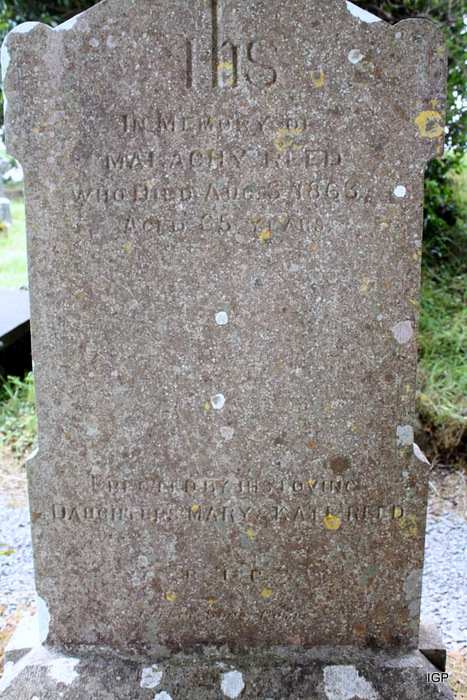 IHS
IN MEMORY OF
MALACHY REED
WHO DIED AUG. 5, 1866,
AGED 65 YEARS
ERECTED BY HIS LOVING
DAUGHTERS MARY & KATE REED
R.I.P.
IGP